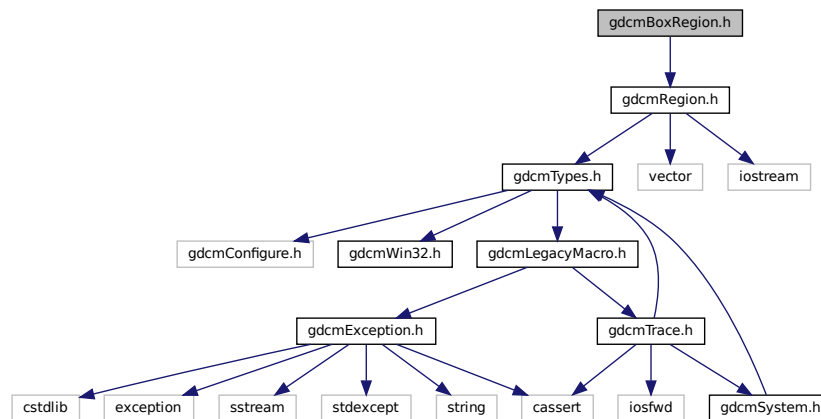 gdcmBoxRegion.h
gdcmRegion.h
gdcmTypes.h
vector
iostream
gdcmConfigure.h
gdcmWin32.h
gdcmLegacyMacro.h
gdcmException.h
gdcmTrace.h
cstdlib
exception
sstream
stdexcept
string
cassert
iosfwd
gdcmSystem.h